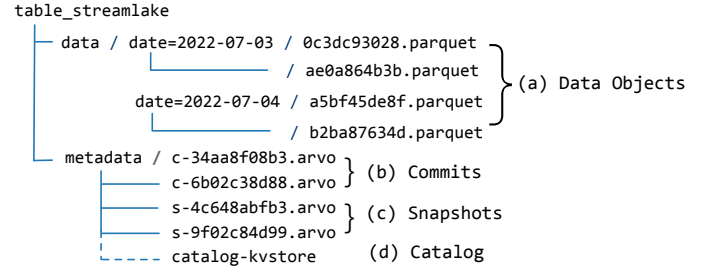 table_streamlake
data / date=2022-07-03 / 0c3dc93028.parquet
/ ae0a864b3b.parquet
(a) Data Objects
date=2022-07-04 / a5bf45de8f.parquet
/ b2ba87634d.parquet
metadata / c-34aa8f08b3.arvo
(b) Commits
c-6b02c38d88.arvo
s-4c648abfb3.arvo
(c) Snapshots
s-9f02c84d99.arvo
catalog-kvstore (d) Catalog